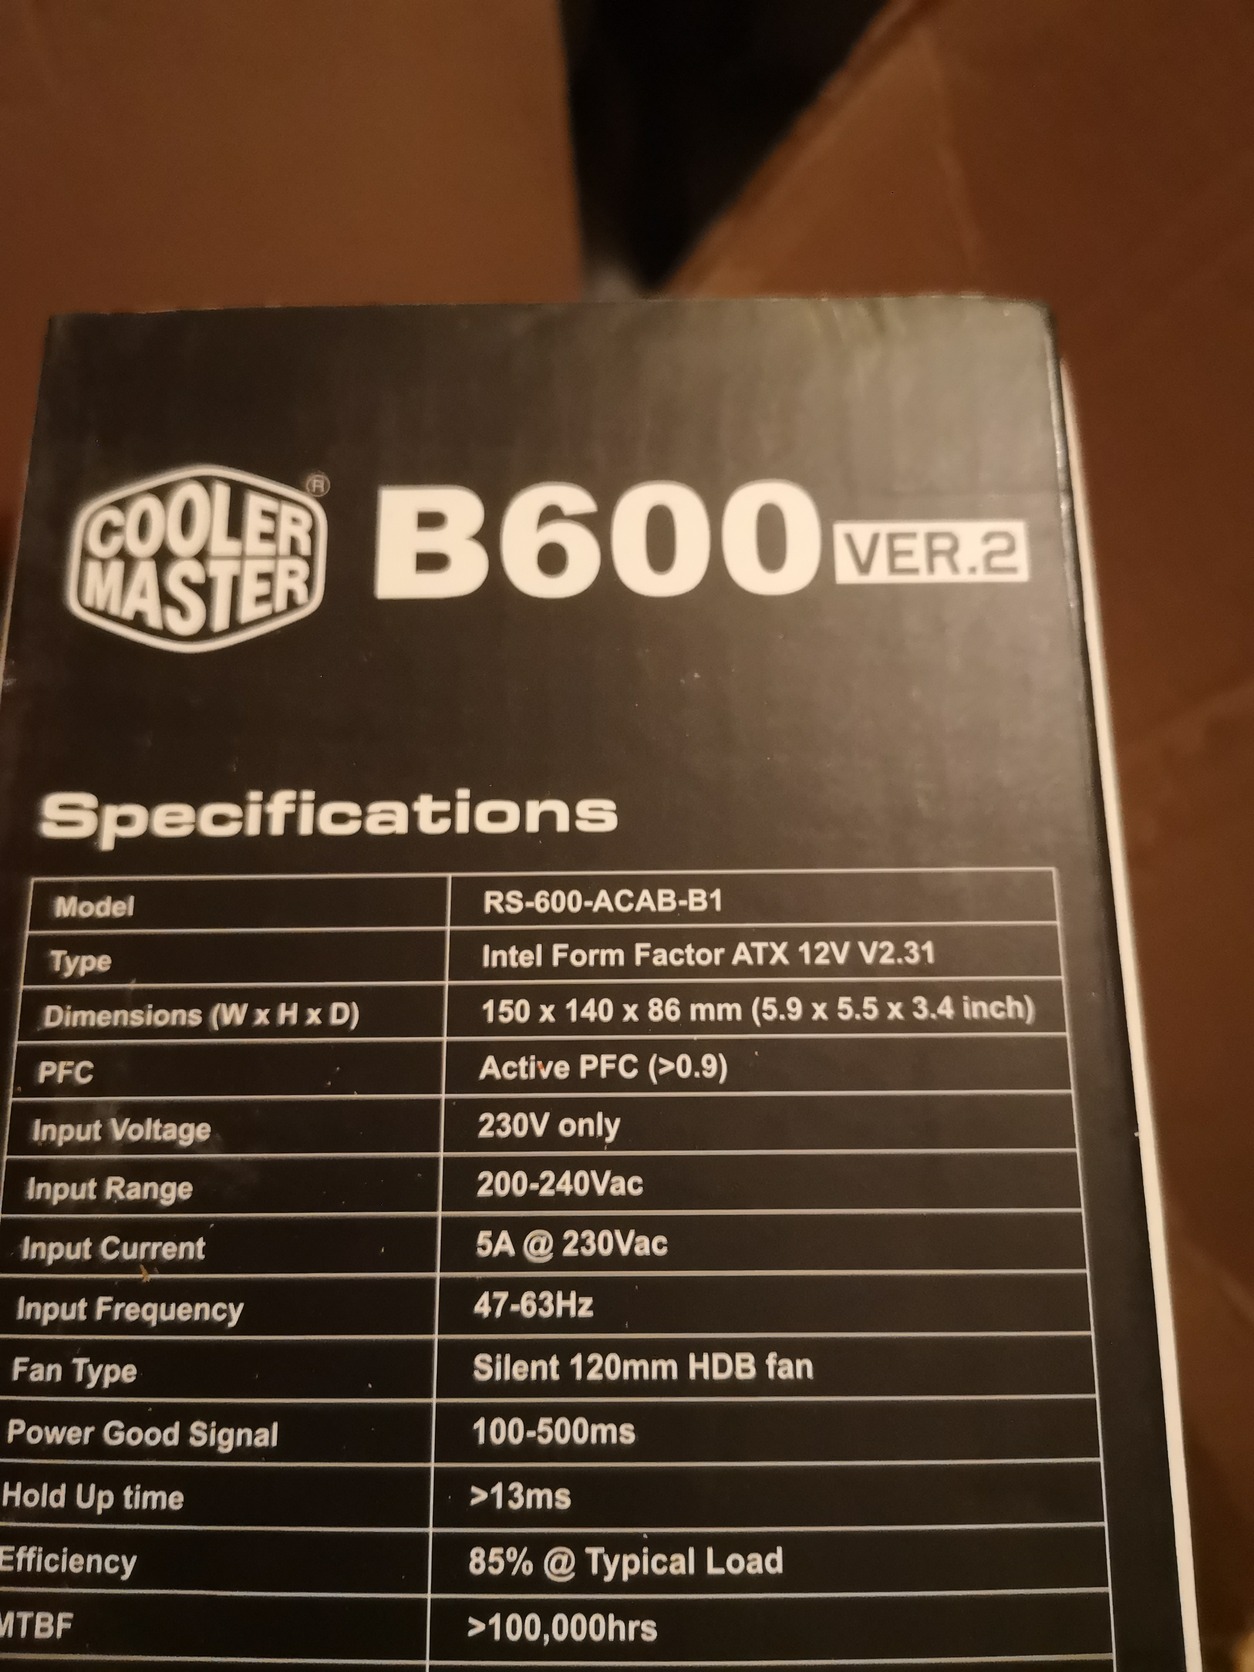 COOLER MASTER ®
B600 VER.2
Specifications
Model RS-600-ACAB-B1
Type Intel Form Factor ATX 12V V2.31
Dimensions (W x H x D) 150 x 140 x 86 mm (5.9 x 5.5 x 3.4 inch)
PFC Active PFC (>0.9)
Input Voltage 230V only
Input Range 200-240Vac
Input Current 5A @ 230Vac
Input Frequency 47-63Hz
Fan Type Silent 120mm HDB fan
Power Good Signal 100-500ms
Hold Up time >13ms
Efficiency 85% @ Typical Load
MTBF >100,000hrs